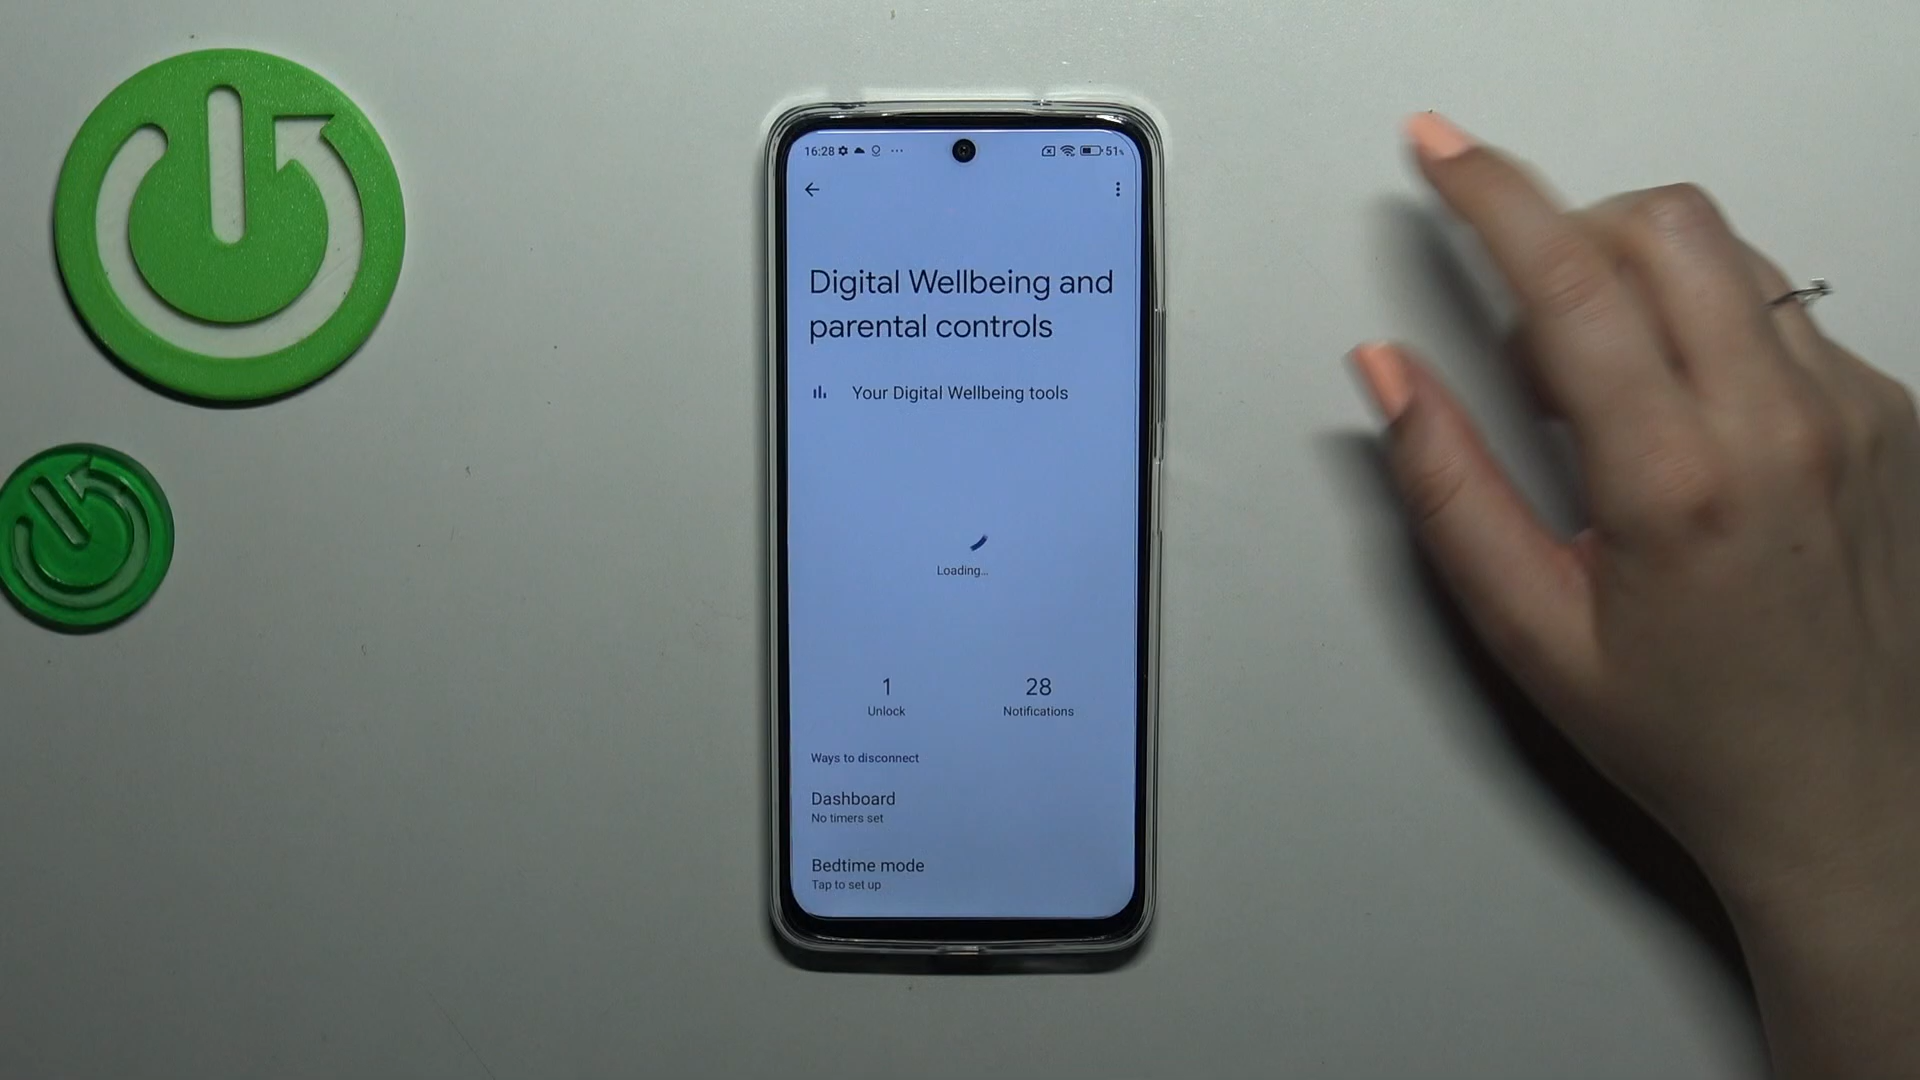 16:28 51%
Digital Wellbeing and
parental controls
Your Digital Wellbeing tools
Loading...
1 28
Unlock Notifications
Ways to disconnect
Dashboard
No timers set
Bedtime mode
Tap to set up